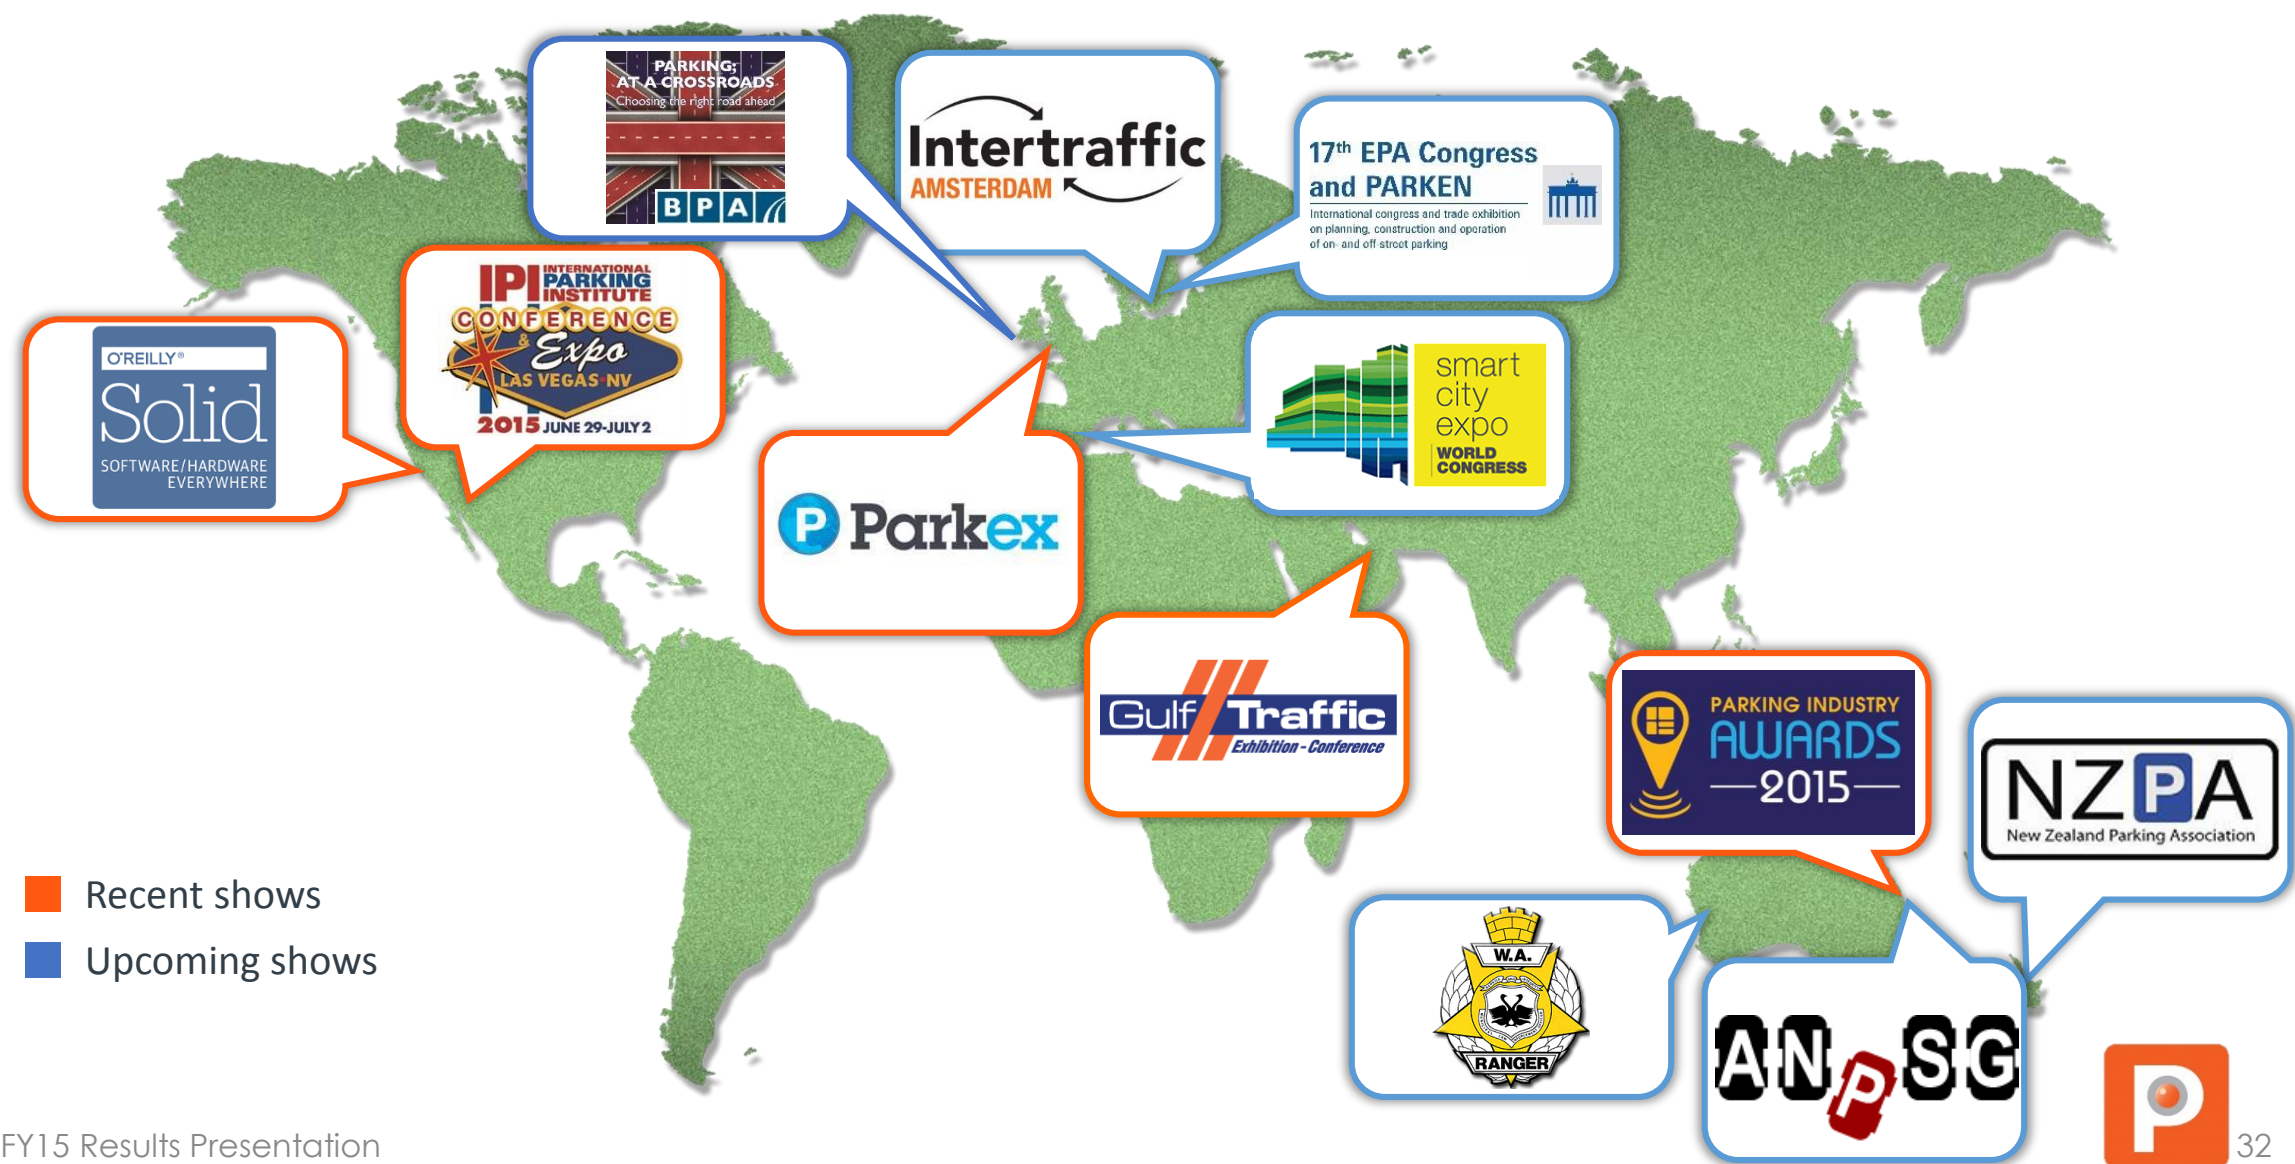 PARKING;
AT A CROSSROADS
Choosing the right road ahead
BPA
Intertraffic
AMSTERDAM
17th EPA Congress
and PARKEN
International congress and trade exhibition
on planning, construction and operation
of on- and off street parking
IPI INTERNATIONAL
PARKING
INSTITUTE
CONFERENCE
& Expo
LAS VEGAS NV
2015 JUNE 29-JULY 2
O'REILLY®
Solid
SOFTWARE/HARDWARE
EVERYWHERE
smart
city
expo
WORLD
CONGRESS
P Parkex
Gulf Traffic
Exhibition - Conference
PARKING INDUSTRY
AWARDS
2015
NZPA
New Zealand Parking Association
Recent shows
Upcoming shows
W.A.
RANGER
ANPSG
P
FY15 Results Presentation
32